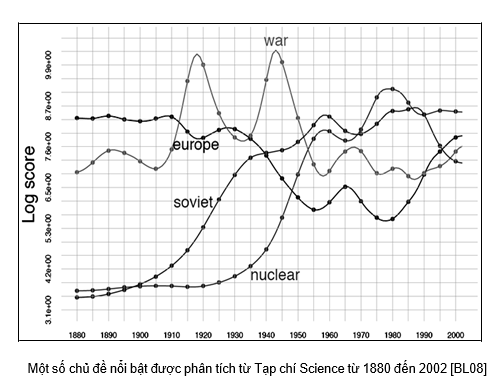 war
europe
soviet
nuclear
Log score
9.9e+00
8.7e+00
7.6e+00
6.5e+00
5.3e+00
4.2e+00
3.1e+00
1880 1890 1900 1910 1920 1930 1940 1950 1960 1970 1980 1990 2000
Một số chủ đề nổi bật được phân tích từ Tạp chí Science từ 1880 đến 2002 [BL08]